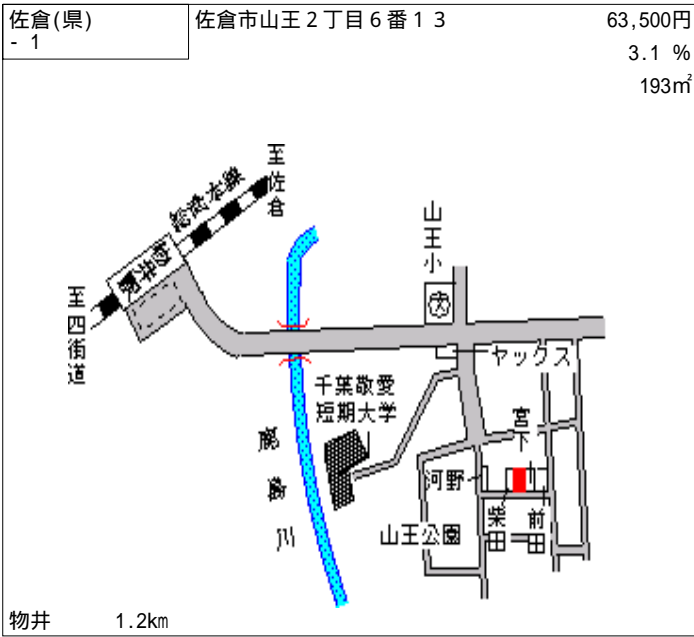 佐倉(県)
- 1
佐倉市山王２丁目６番１３
63,500円
3.1 %
193㎡
至佐倉
総武本線
物井駅
至四街道
山王小
文
ヤックス
千葉敬愛
短期大学
宮下
鹿島川
河野
柴田
前田
山王公園
物井 1.2km